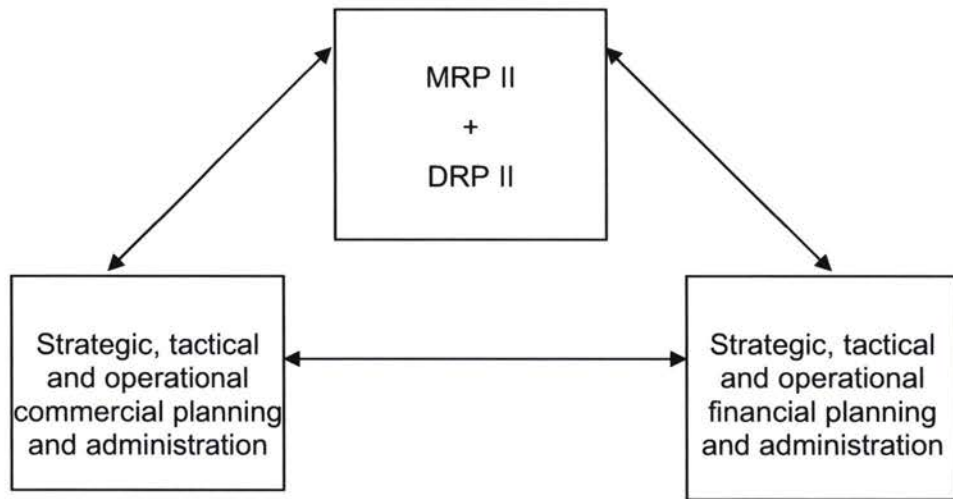 MRP II
+
DRP II
Strategic, tactical
and operational
commercial planning
and administration
Strategic, tactical
and operational
financial planning
and administration